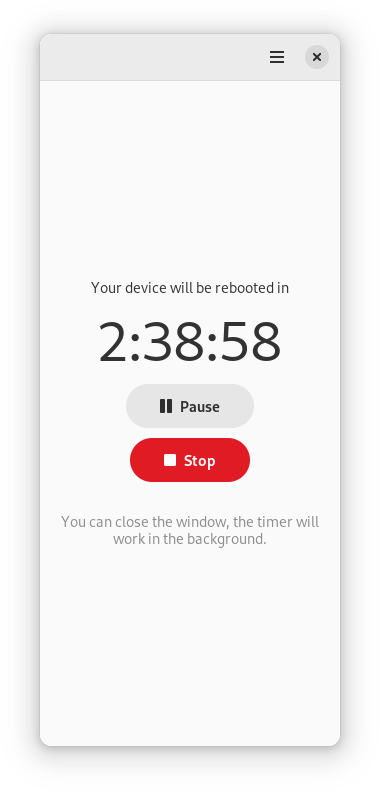 Your device will be rebooted in
2:38:58
Pause
Stop
You can close the window, the timer will
work in the background.